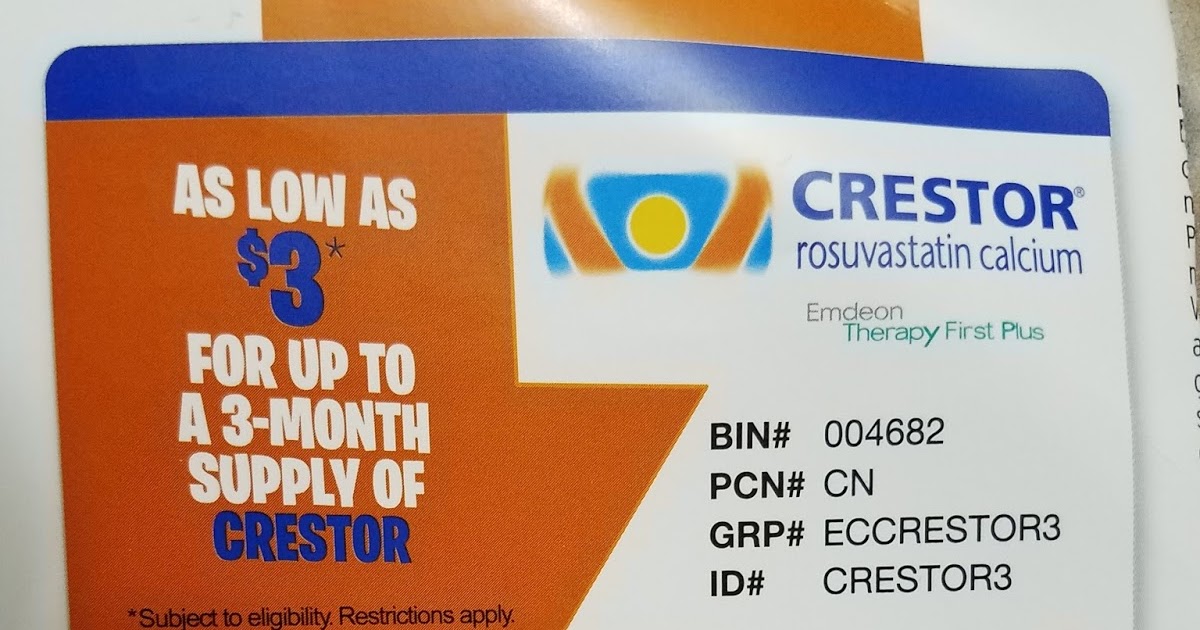 AS LOW AS
$3*
FOR UP TO
A 3-MONTH
SUPPLY OF
CRESTOR
*Subject to eligibility. Restrictions apply.
CRESTOR®
rosuvastatin calcium
Emdeon
Therapy First Plus
BIN# 004682
PCN# CN
GRP# ECCRESTOR3
ID# CRESTOR3